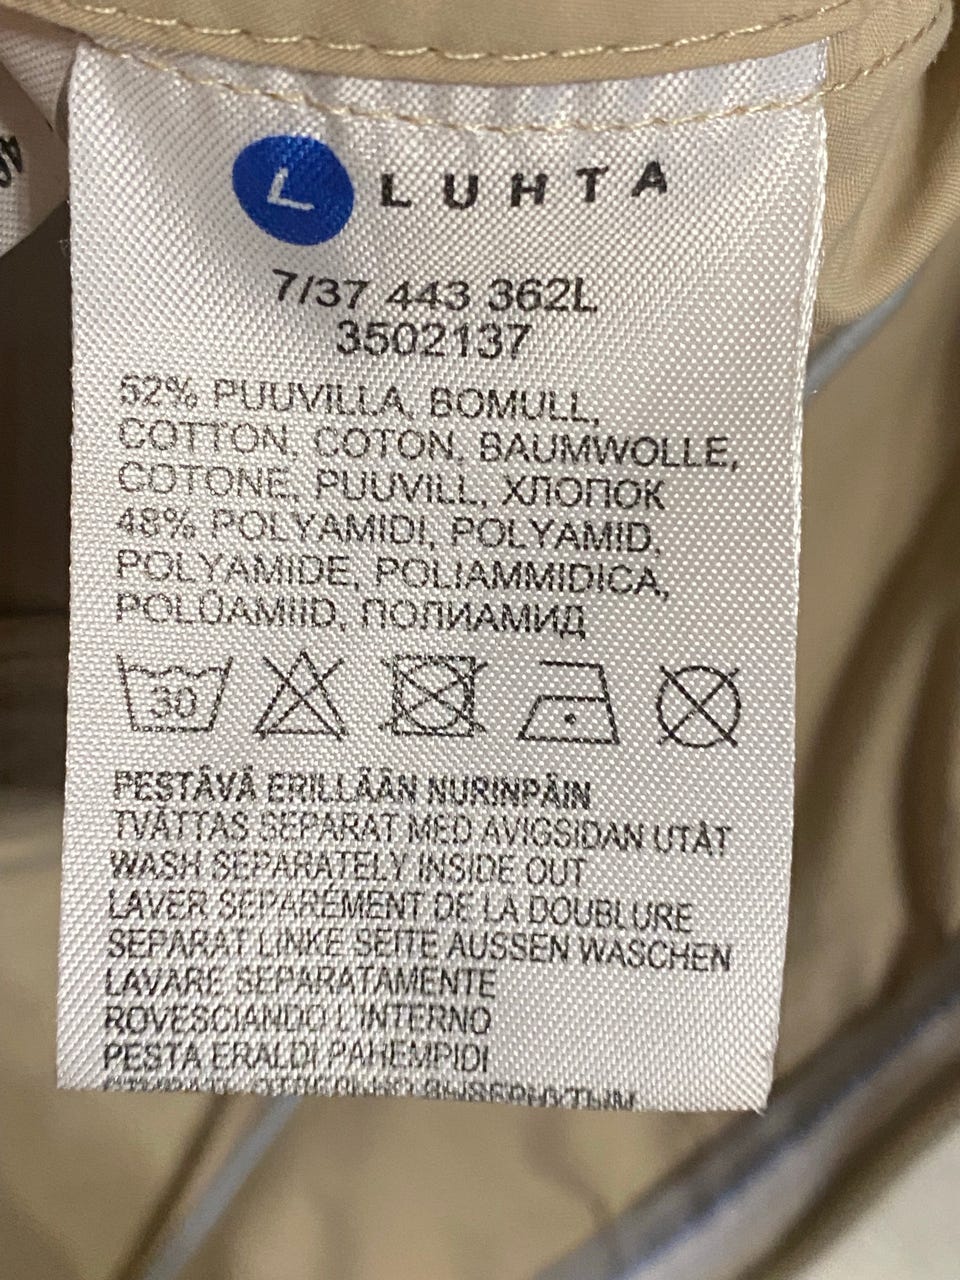 L LUHTA
7/37 443 362L
3502137
52% PUUVILLA, BOMULL,
COTTON, COTON, BAUMWOLLE,
COTONE, PUUVILL, ХЛОПОК
48% POLYAMIDI, POLYAMID,
POLYAMIDE, POLIAMMIDICA,
POLÜAMIID, ПОЛИАМИД
30
PESTÄVÄ ERILLÄÄN NURINPÄIN
TVÄTTAS SEPARAT MED AVIGSIDAN UTÅT
WASH SEPARATELY INSIDE OUT
LAVER SEPARÉMENT DE LA DOUBLURE
SEPARAT LINKE SEITE AUSSEN WASCHEN
LAVARE SEPARATAMENTE
ROVESCIANDO L'INTERNO
PESTA ERALDI PAHEMPIDI